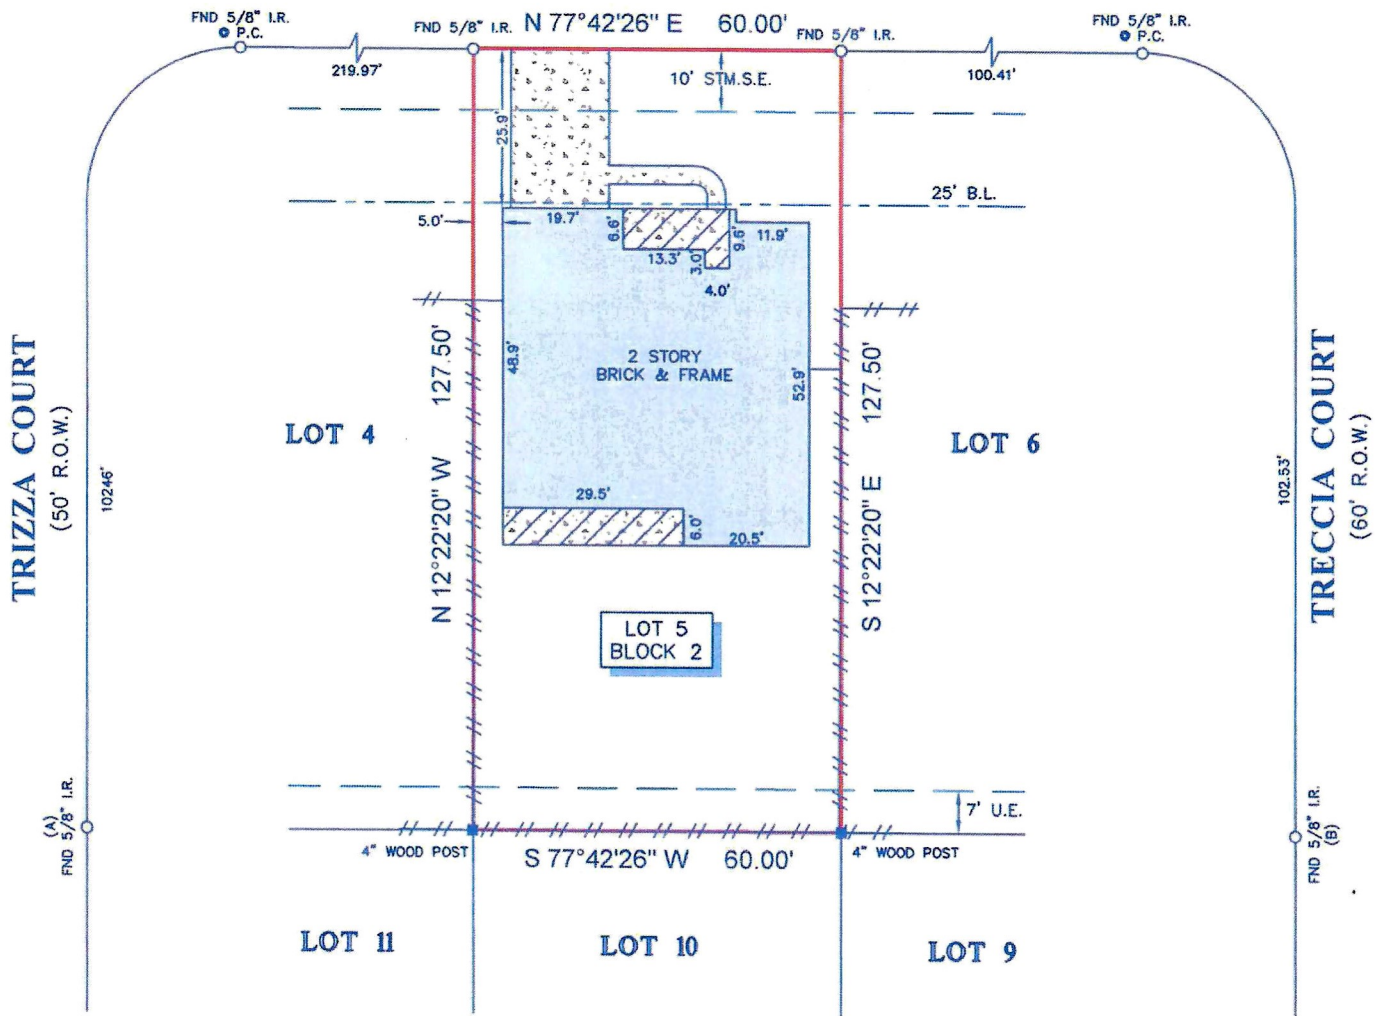 FND 5/8" I.R.
P.C.
FND 5/8" I.R.
N 77°42'26" E 60.00'
FND 5/8" I.R.
FND 5/8" I.R.
P.C.
219.97'
10' STM.S.E.
100.41'
25.9'
25' B.L.
5.0'
19.7'
6.6'
13.3'
3.0'
4.0'
9.6'
11.9'
2 STORY
BRICK & FRAME
48.9'
52.9'
N 12°22'20" W 127.50'
S 12°22'20" E 127.50'
TRIZZA COURT
(50' R.O.W.)
10246'
LOT 4
LOT 6
102.53'
TRECCIA COURT
(60' R.O.W.)
29.5'
6.0'
20.5'
LOT 5
BLOCK 2
7' U.E.
(A)
FND 5/8" I.R.
4" WOOD POST
S 77°42'26" W 60.00'
4" WOOD POST
FND 5/8" I.R.
(B)
LOT 11
LOT 10
LOT 9